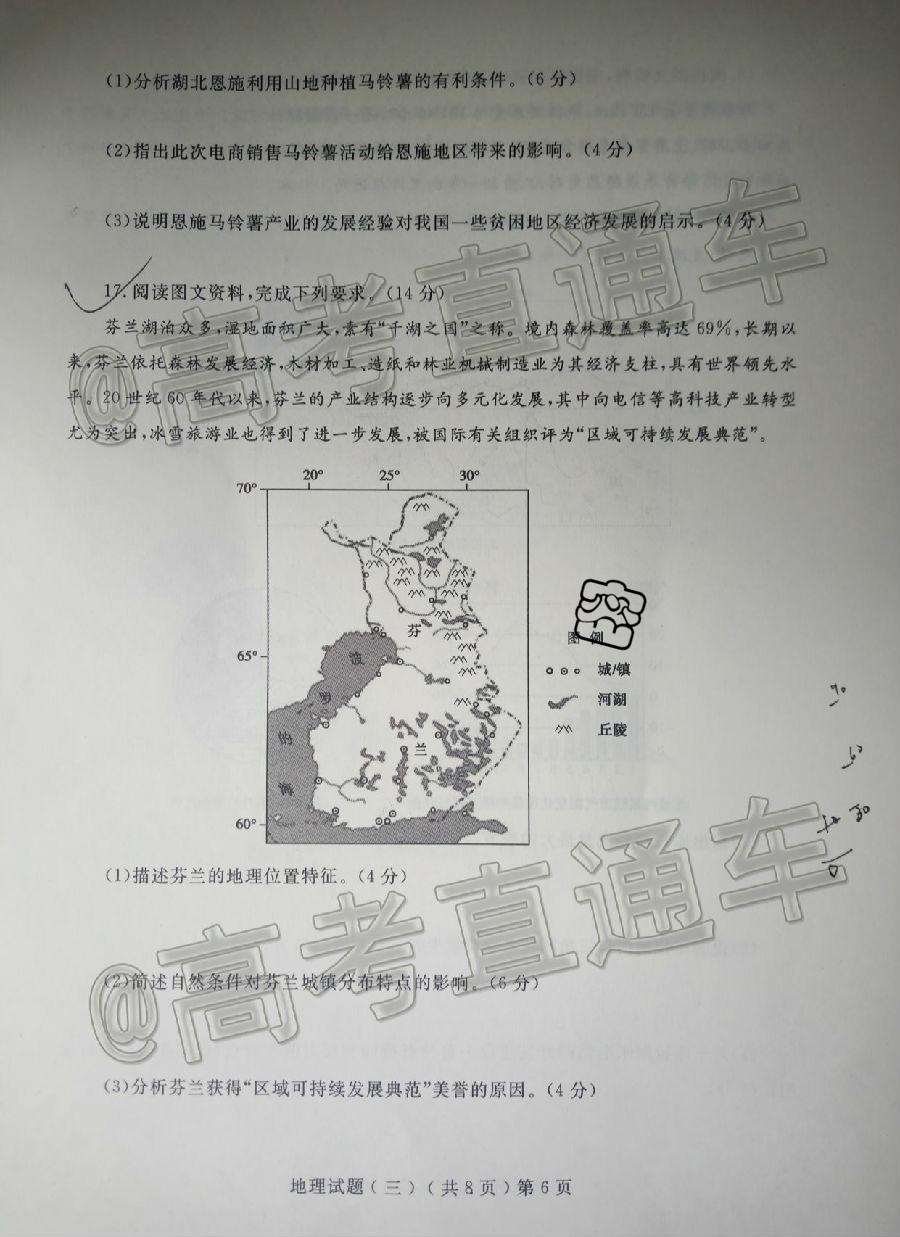 (1)分析湖北恩施利用山地种植马铃薯的有利条件。(6分)
(2)指出此次电商销售马铃薯活动给恩施地区带来的影响。(4分)
(3)说明恩施马铃薯产业的发展经验对我国一些贫困地区经济发展的启示。(4分)
17.阅读图文资料,完成下列要求。(14分)
芬兰湖泊众多,湿地面积广大,素有“千湖之国”之称。境内森林覆盖率高达69%,长期以
来,芬兰依托森林发展经济,木材加工、造纸和林业机械制造业为其经济支柱,具有世界领先水
平。20世纪60年代以来,芬兰的产业结构逐步向多元化发展,其中向电信等高科技产业转型
尤为突出,冰雪旅游业也得到了进一步发展,被国际有关组织评为“区域可持续发展典范”。
20° 25° 30°
70°
65°
60°
芬
兰
波
罗
的
海
图 例
城/镇
河湖
丘陵
(1)描述芬兰的地理位置特征。(4分)
(2)简述自然条件对芬兰城镇分布特点的影响。(6分)
(3)分析芬兰获得“区域可持续发展典范”美誉的原因。(4分)
地理试题(三)(共8页)第6页
@高考直通车
@高考直通车